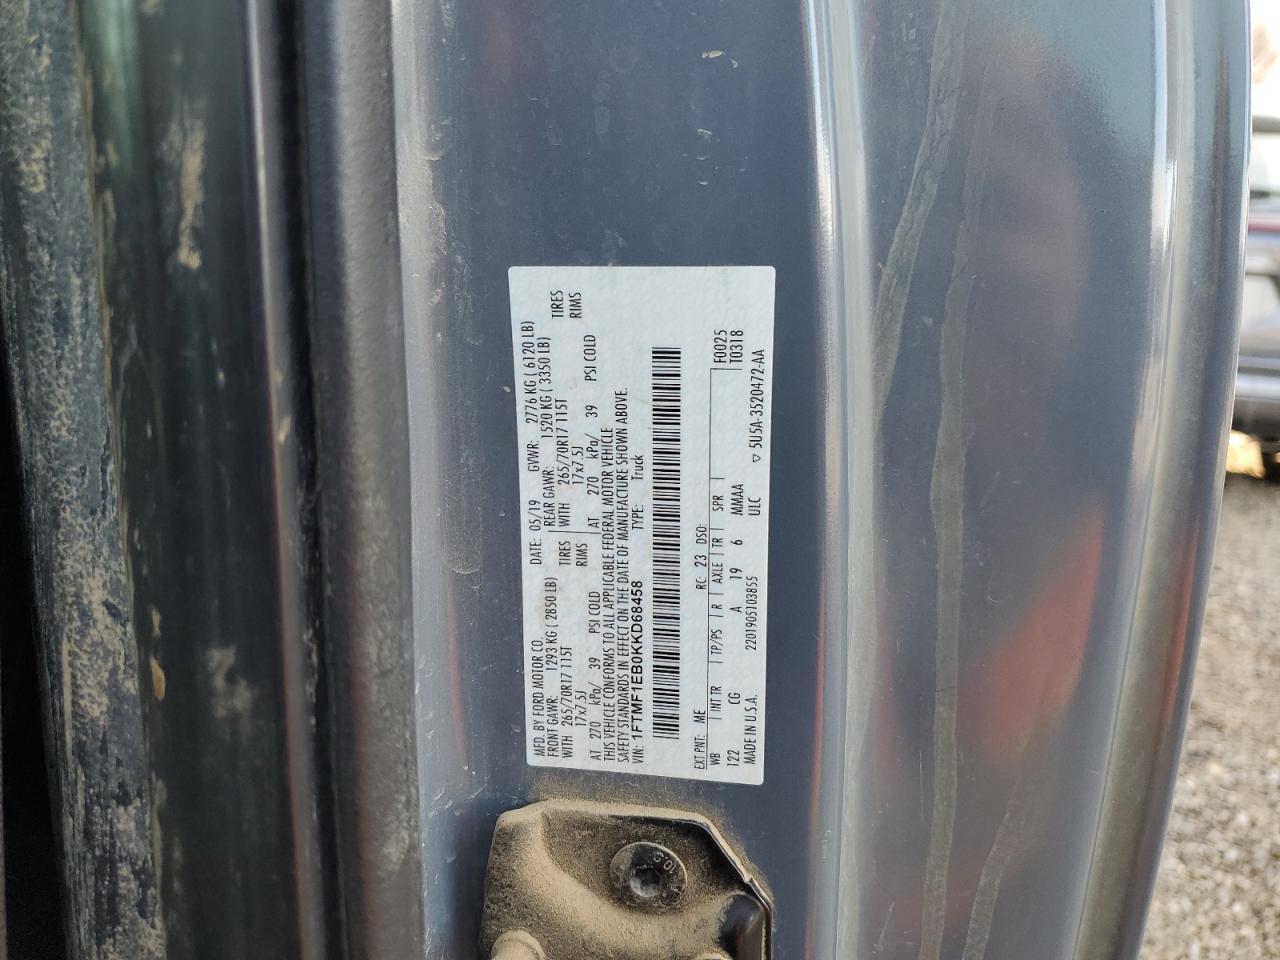 MFD. BY FORD MOTOR CO. DATE: 05/19 GVWR: 2776 KG ( 6120 LB)
FRONT GAWR: 1293 KG ( 2850 LB) REAR GAWR: 1520 KG ( 3350 LB)
WITH 265/70R17 115T TIRES WITH 265/70R17 115T TIRES
17x7.5J RIMS 17x7.5J RIMS
AT 270 kPa/ 39 PSI COLD AT 270 kPa/ 39 PSI COLD
THIS VEHICLE CONFORMS TO ALL APPLICABLE FEDERAL MOTOR VEHICLE
SAFETY STANDARDS IN EFFECT ON THE DATE OF MANUFACTURE SHOWN ABOVE.
VIN: 1FTMF1EB0KKD68458 TYPE: Truck
EXT PNT: ME RC: 23 DSO:
WB INT TR TP/PS R AXLE TR SPR F0025
122 CG A 19 6 MMAA T0318
MADE IN U.S.A. 2201905103855 ULC ▽ 5U5A-3520472-AA
10.9